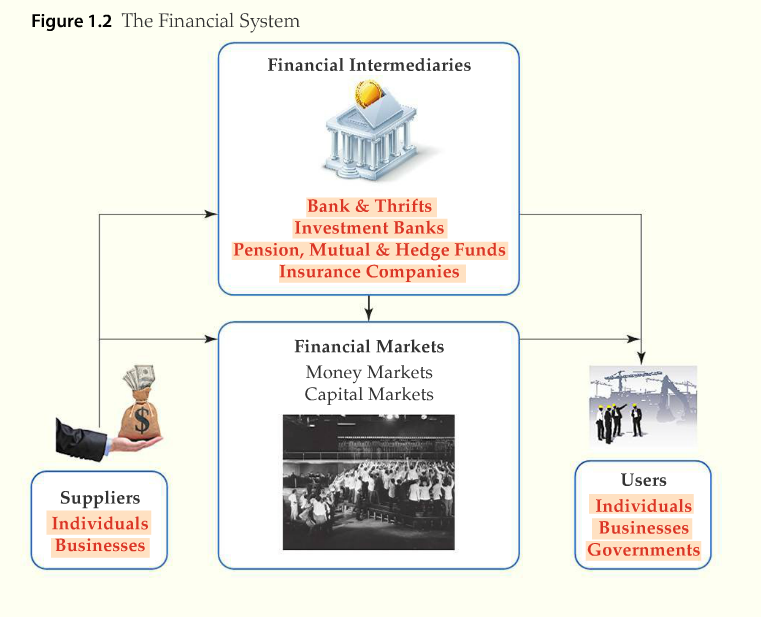 Figure 1.2 The Financial System
Financial Intermediaries
Bank & Thrifts
Investment Banks
Pension, Mutual & Hedge Funds
Insurance Companies
Financial Markets
Money Markets
Capital Markets
$
Suppliers
Individuals
Businesses
Users
Individuals
Businesses
Governments